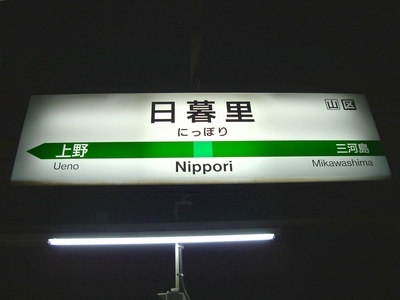 日暮里
山区
にっぽり
上野
三河島
Ueno
Nippori
Mikawashima